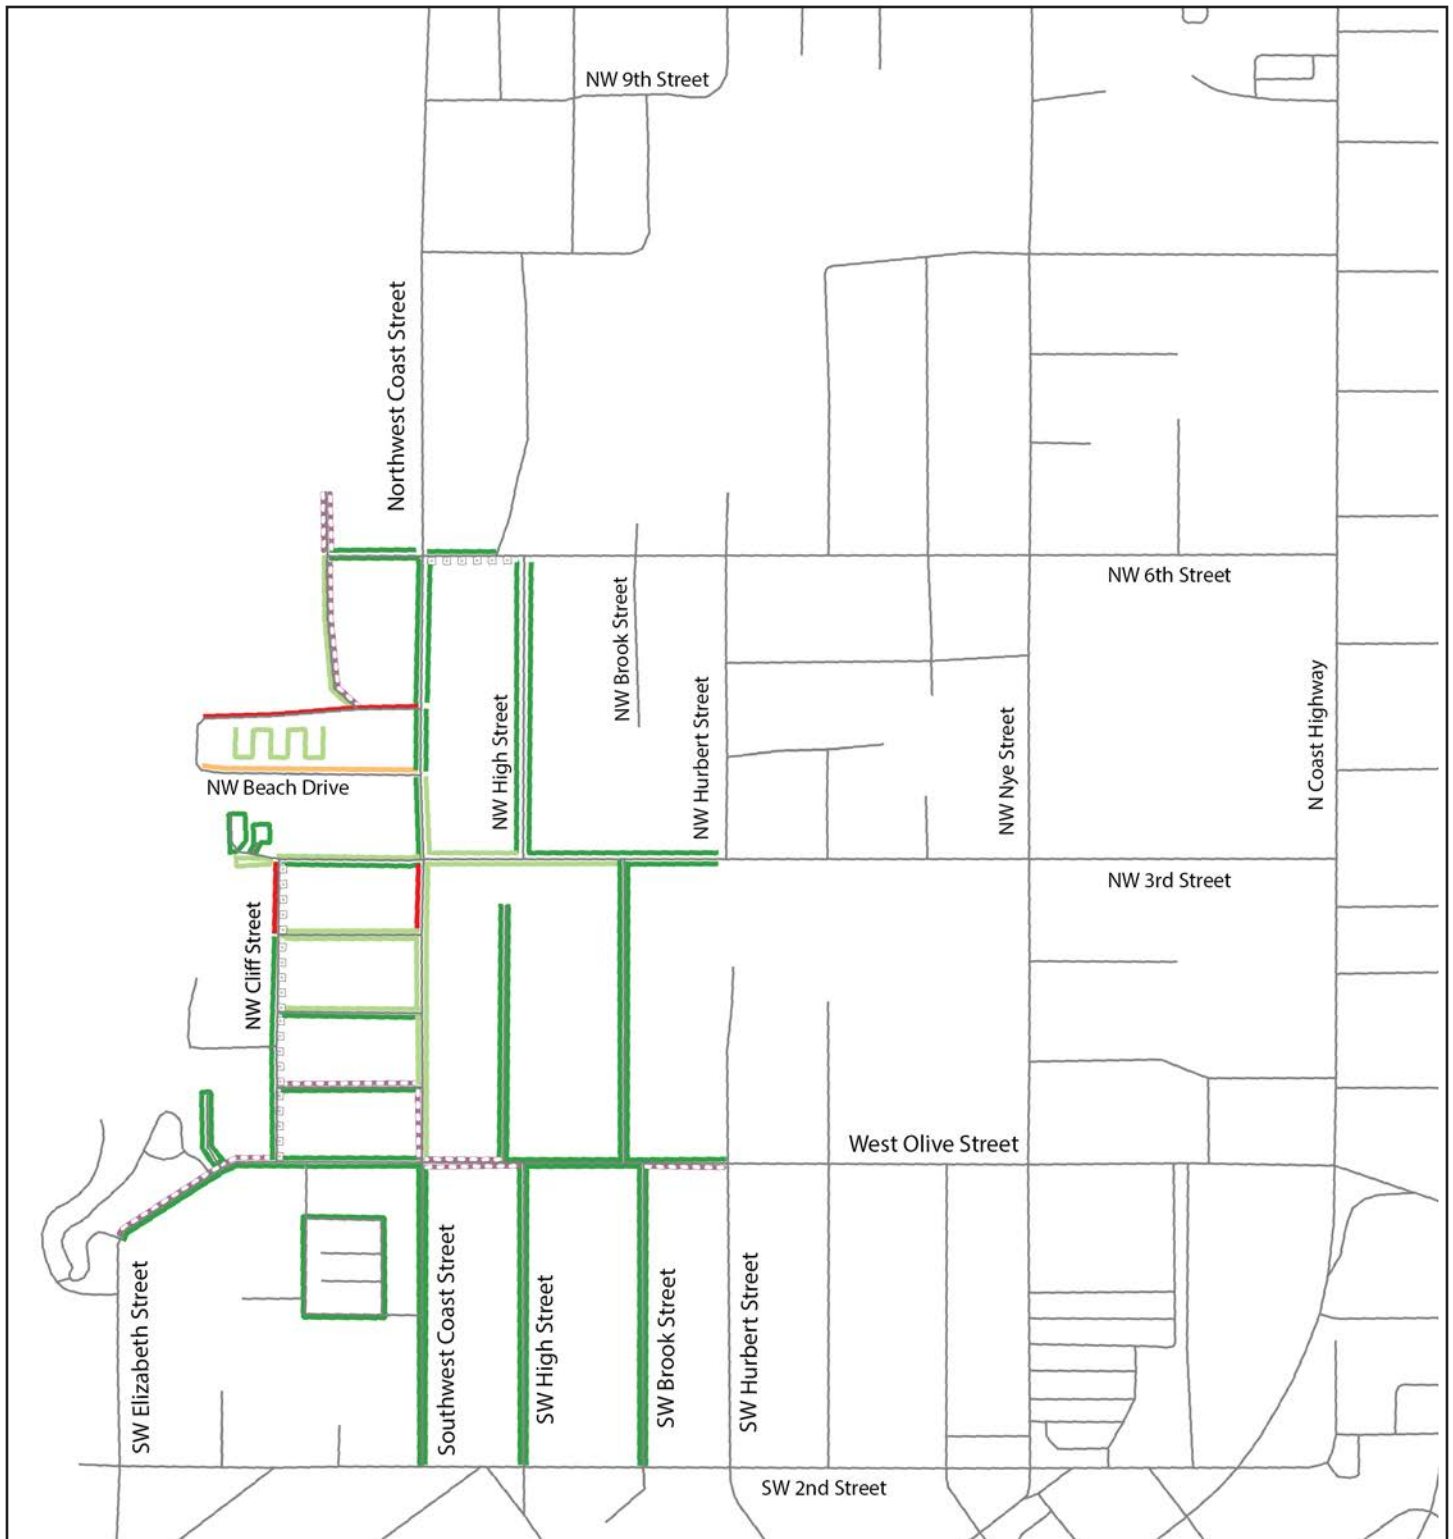 NW 9th Street
Northwest Coast Street
NW 6th Street
NW Brook Street
NW High Street
NW Hurbert Street
NW Nye Street
N Coast Highway
NW Beach Drive
NW 3rd Street
NW Cliff Street
West Olive Street
SW Elizabeth Street
Southwest Coast Street
SW High Street
SW Brook Street
SW Hurbert Street
SW 2nd Street